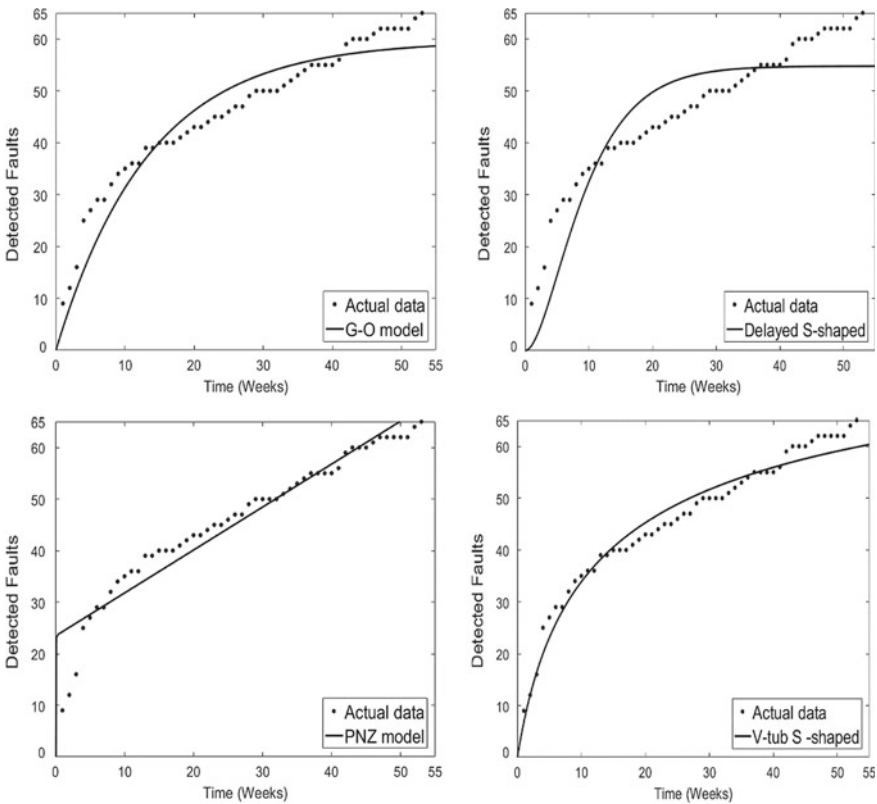 65
60
50
40
30
20
10
0
Detected Faults
Actual data
G-O model
0 10 20 30 40 50 55
Time (Weeks)
65
60
50
40
30
20
10
0
Detected Faults
Actual data
Delayed S-shaped
0 10 20 30 40 50
Time (Weeks)
65
60
50
40
30
20
10
0
Detected Faults
Actual data
PNZ model
0 10 20 30 40 50 55
Time (Weeks)
65
60
50
40
30
20
10
0
Detected Faults
Actual data
V-tub S -shaped
0 10 20 30 40 50 55
Time (Weeks)